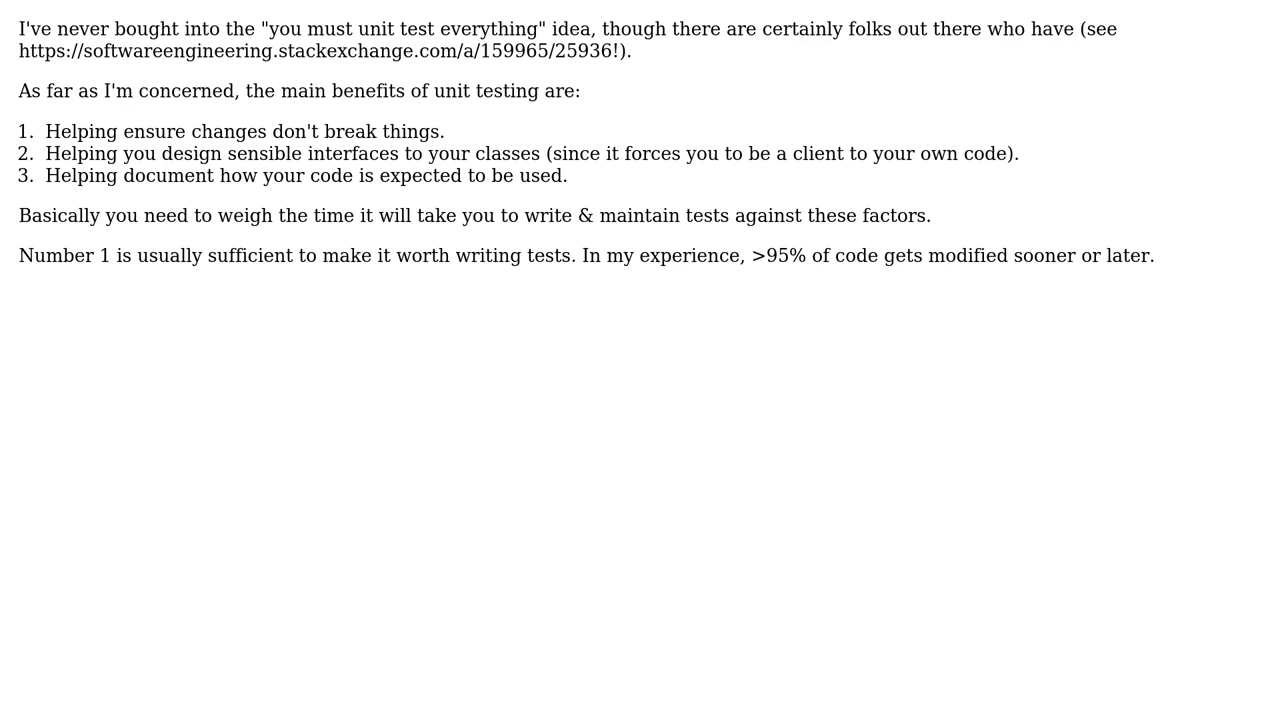 I've never bought into the "you must unit test everything" idea, though there are certainly folks out there who have (see
https://softwareengineering.stackexchange.com/a/159965/25936!).
As far as I'm concerned, the main benefits of unit testing are:
1. Helping ensure changes don't break things.
2. Helping you design sensible interfaces to your classes (since it forces you to be a client to your own code).
3. Helping document how your code is expected to be used.
Basically you need to weigh the time it will take you to write & maintain tests against these factors.
Number 1 is usually sufficient to make it worth writing tests. In my experience, >95% of code gets modified sooner or later.